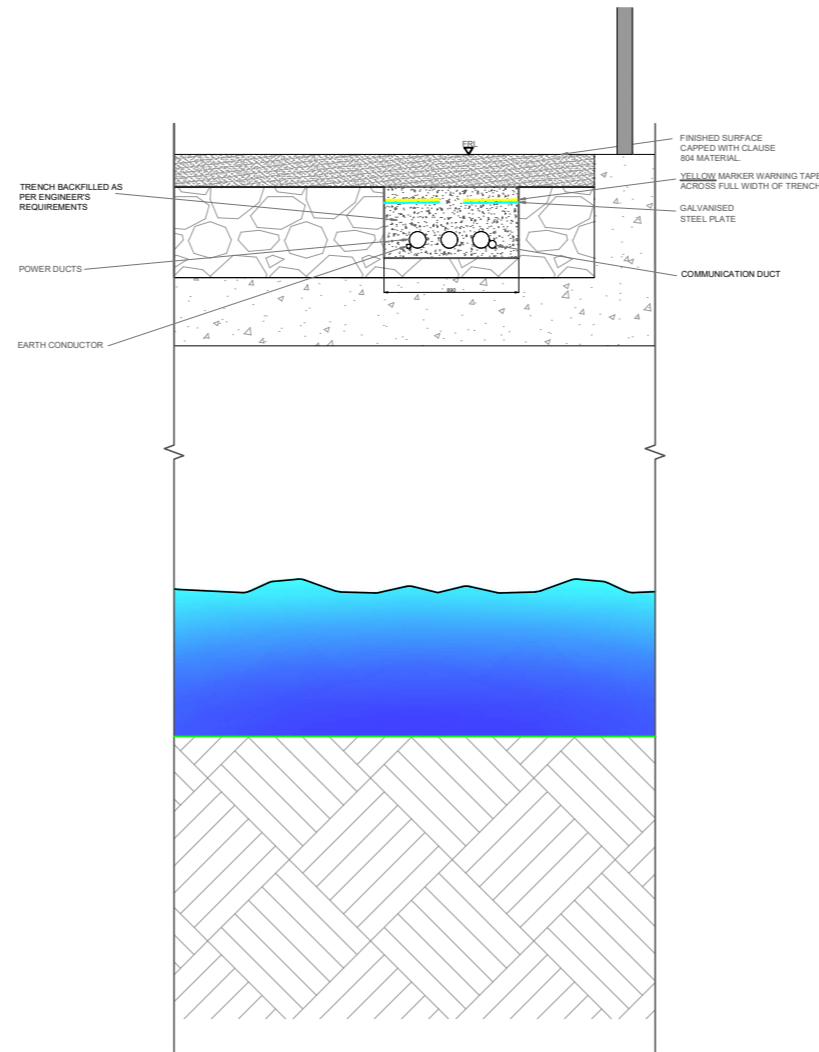 FRL
FINISHED SURFACE
CAPPED WITH CLAUSE
804 MATERIAL.
YELLOW MARKER WARNING TAPE
ACROSS FULL WIDTH OF TRENCH
GALVANISED
STEEL PLATE
TRENCH BACKFILLED AS
PER ENGINEER'S
REQUIREMENTS
POWER DUCTS
COMMUNICATION DUCT
890
EARTH CONDUCTOR